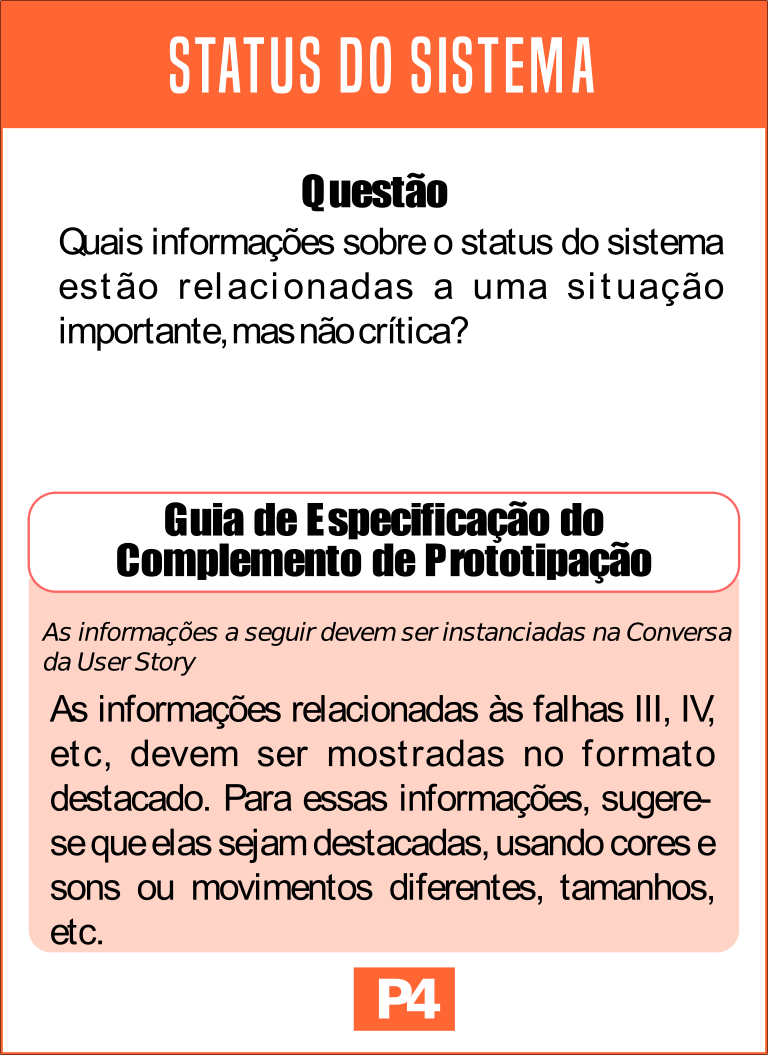 STATUS DO SISTEMA
Questão
Quais informações sobre o status do sistema
estão relacionadas a uma situação
importante, mas não crítica?
Guia de Especificação do
Complemento de Prototipação
As informações a seguir devem ser instanciadas na Conversa
da User Story
As informações relacionadas às falhas III, IV,
etc, devem ser mostradas no formato
destacado. Para essas informações, sugere-
se que elas sejam destacadas, usando cores e
sons ou movimentos diferentes, tamanhos,
etc.
P4